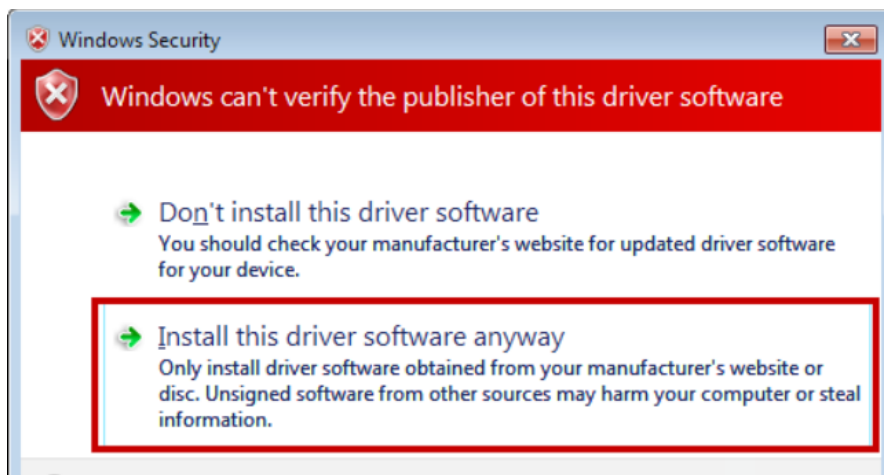 Windows Security
Windows can't verify the publisher of this driver software
Don't install this driver software
You should check your manufacturer's website for updated driver software
for your device.
Install this driver software anyway
Only install driver software obtained from your manufacturer's website or
disc. Unsigned software from other sources may harm your computer or steal
information.